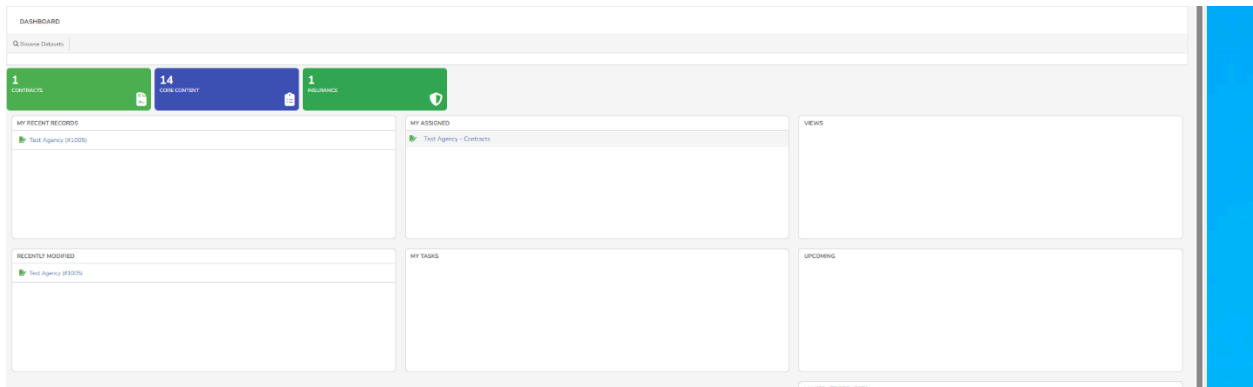 DASHBOARD
Browse Datasets
1
CONTRACTS
14
CORE CONTENT
1
INSURANCE
MY RECENT RECORDS
Test Agency (#1005)
MY ASSIGNED
Test Agency - Contracts
VIEWS
RECENTLY MODIFIED
Test Agency (#1005)
MY TASKS
UPCOMING